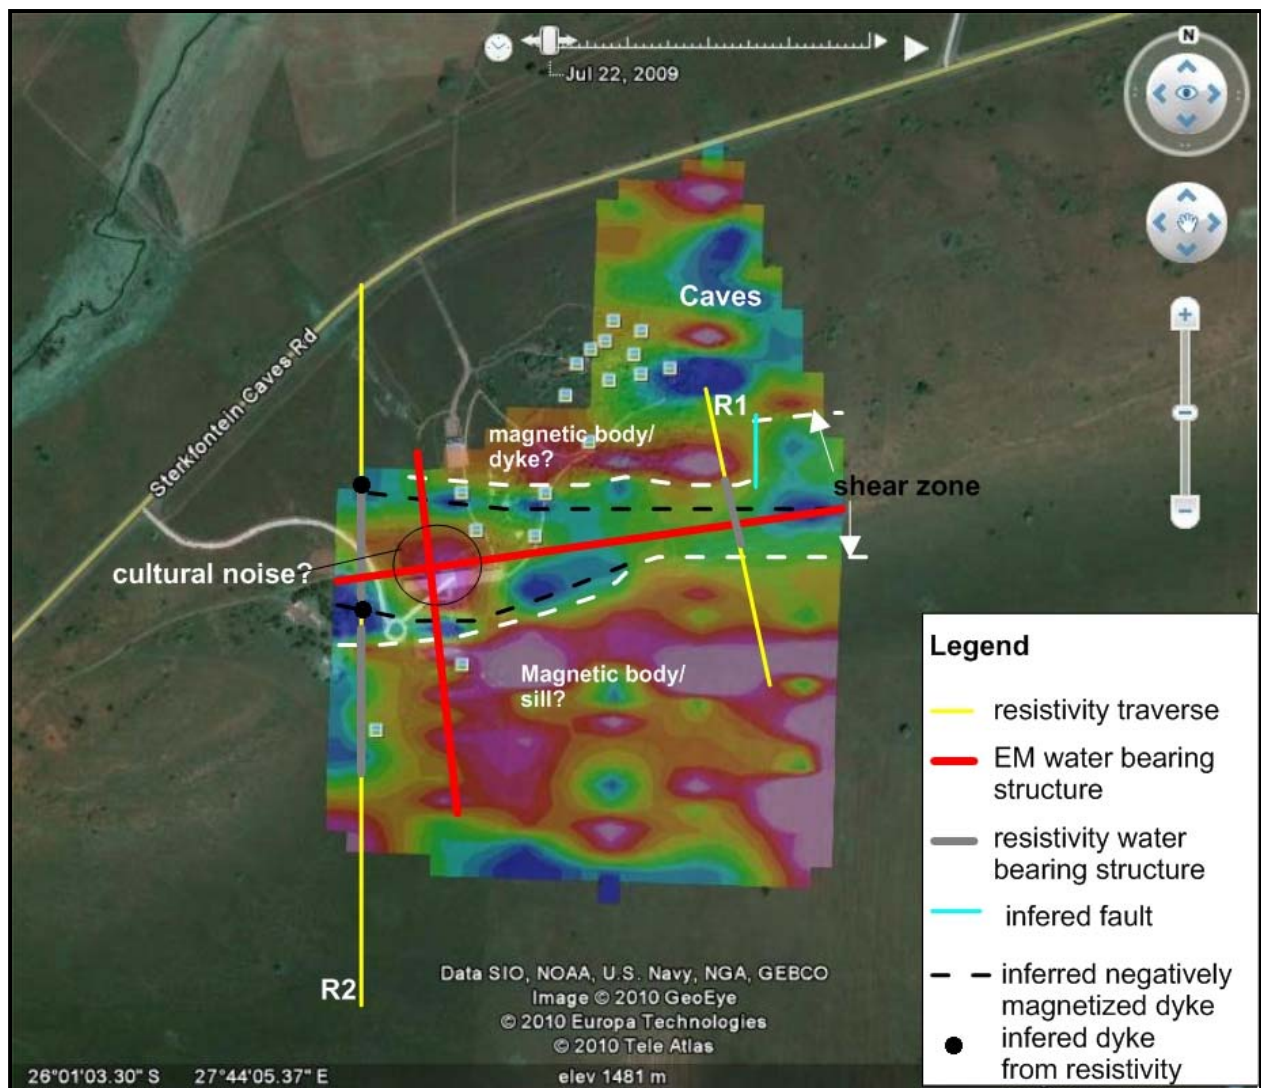 N
Jul 22, 2009
Caves
Sterkfontein Caves Rd
R1
magnetic body/
dyke?
shear zone
cultural noise?
Magnetic body/
sill?
Legend
resistivity traverse
EM water bearing
structure
resistivity water
bearing structure
infered fault
inferred negatively
magnetized dyke
infered dyke
from resistivity
R2
Data SIO, NOAA, U.S. Navy, NGA, GEBCO
Image © 2010 GeoEye
© 2010 Europa Technologies
© 2010 Tele Atlas
26°01'03.30" S 27°44'05.37" E elev 1481 m